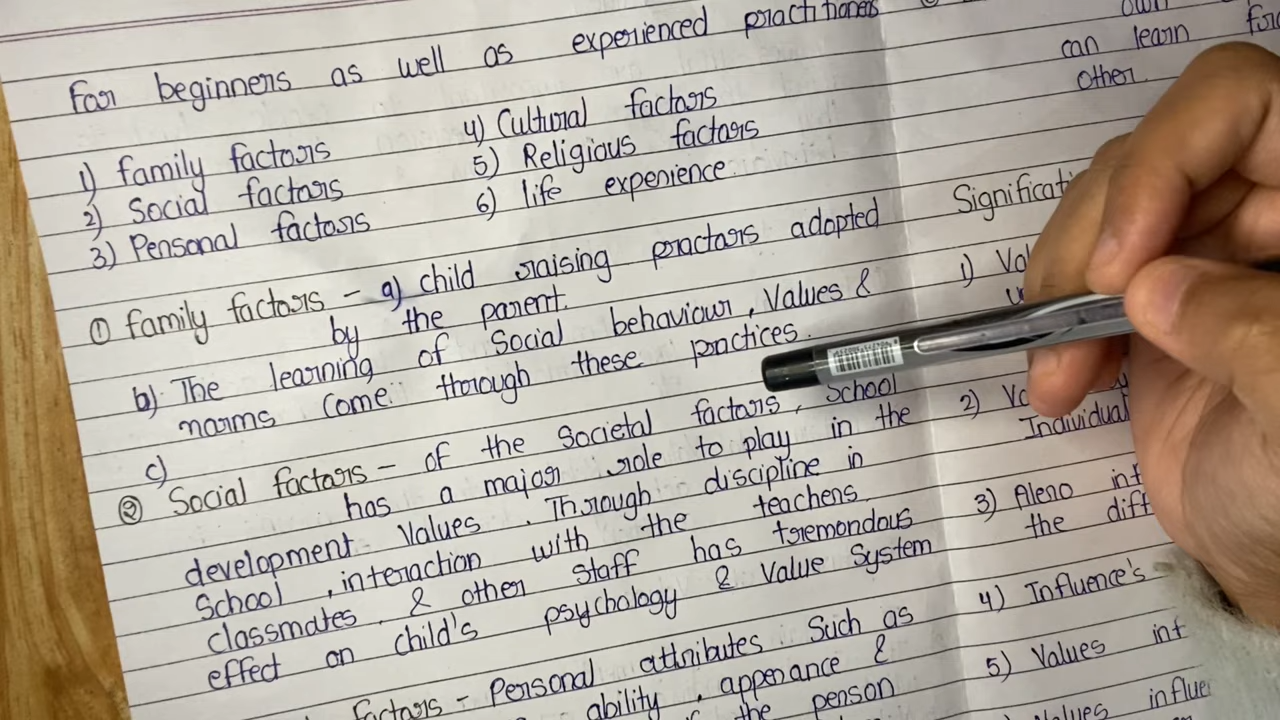 For beginners as well as experienced practitioners
1) family factors
2) Social factors
3) Personal factors
4) Cultural factors
5) Religious factors
6) life experience
① family factors - a) child raising practors adopted
by the parent.
b) The learning of Social behaviour, Values &
norms come through these practices.
c)
② Social factors - of the Societal factors, School
has a major role to play in the
development Values. Through discipline in
School, interaction with the teachers
classmates & other Staff has tremondous
effect on child's psychology & Value System
factors - Personal attributes Such as
ability, apperance &
the person
own
can learn
other.
1)
2)
Individual
3)
the
4) Influence's
5) Values